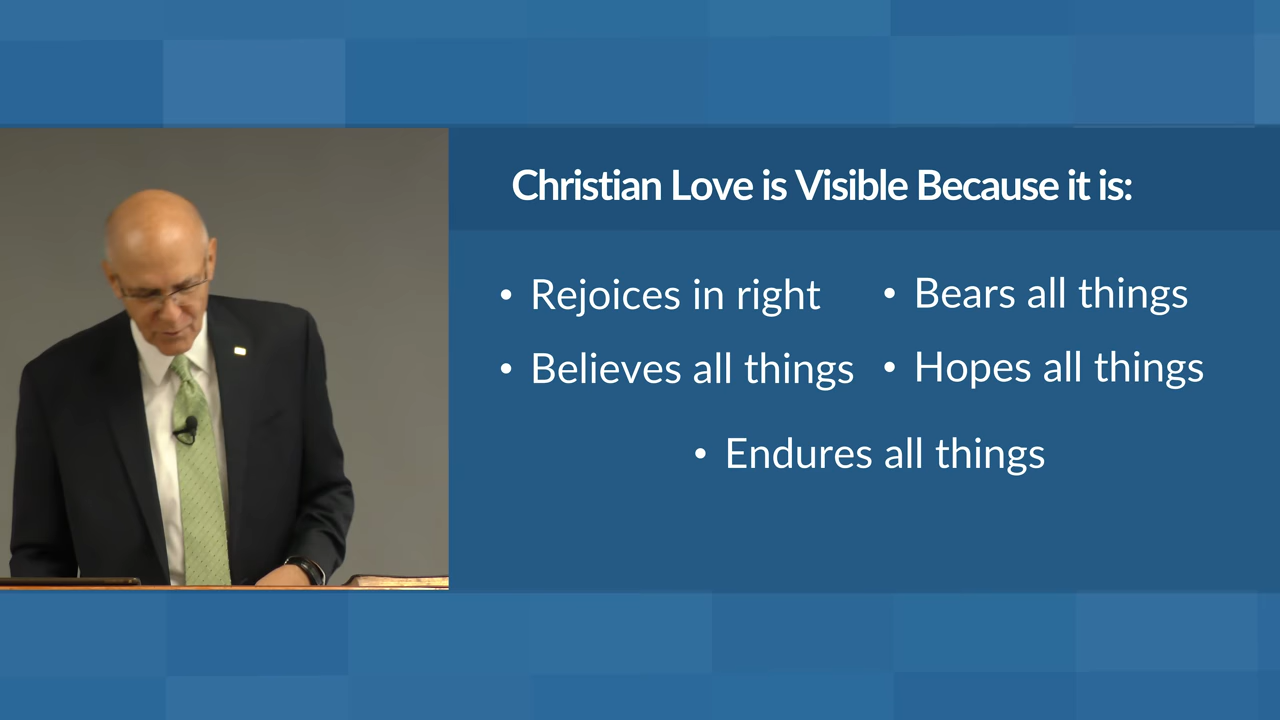 Christian Love is Visible Because it is:
• Rejoices in right
• Bears all things
• Believes all things
• Hopes all things
• Endures all things